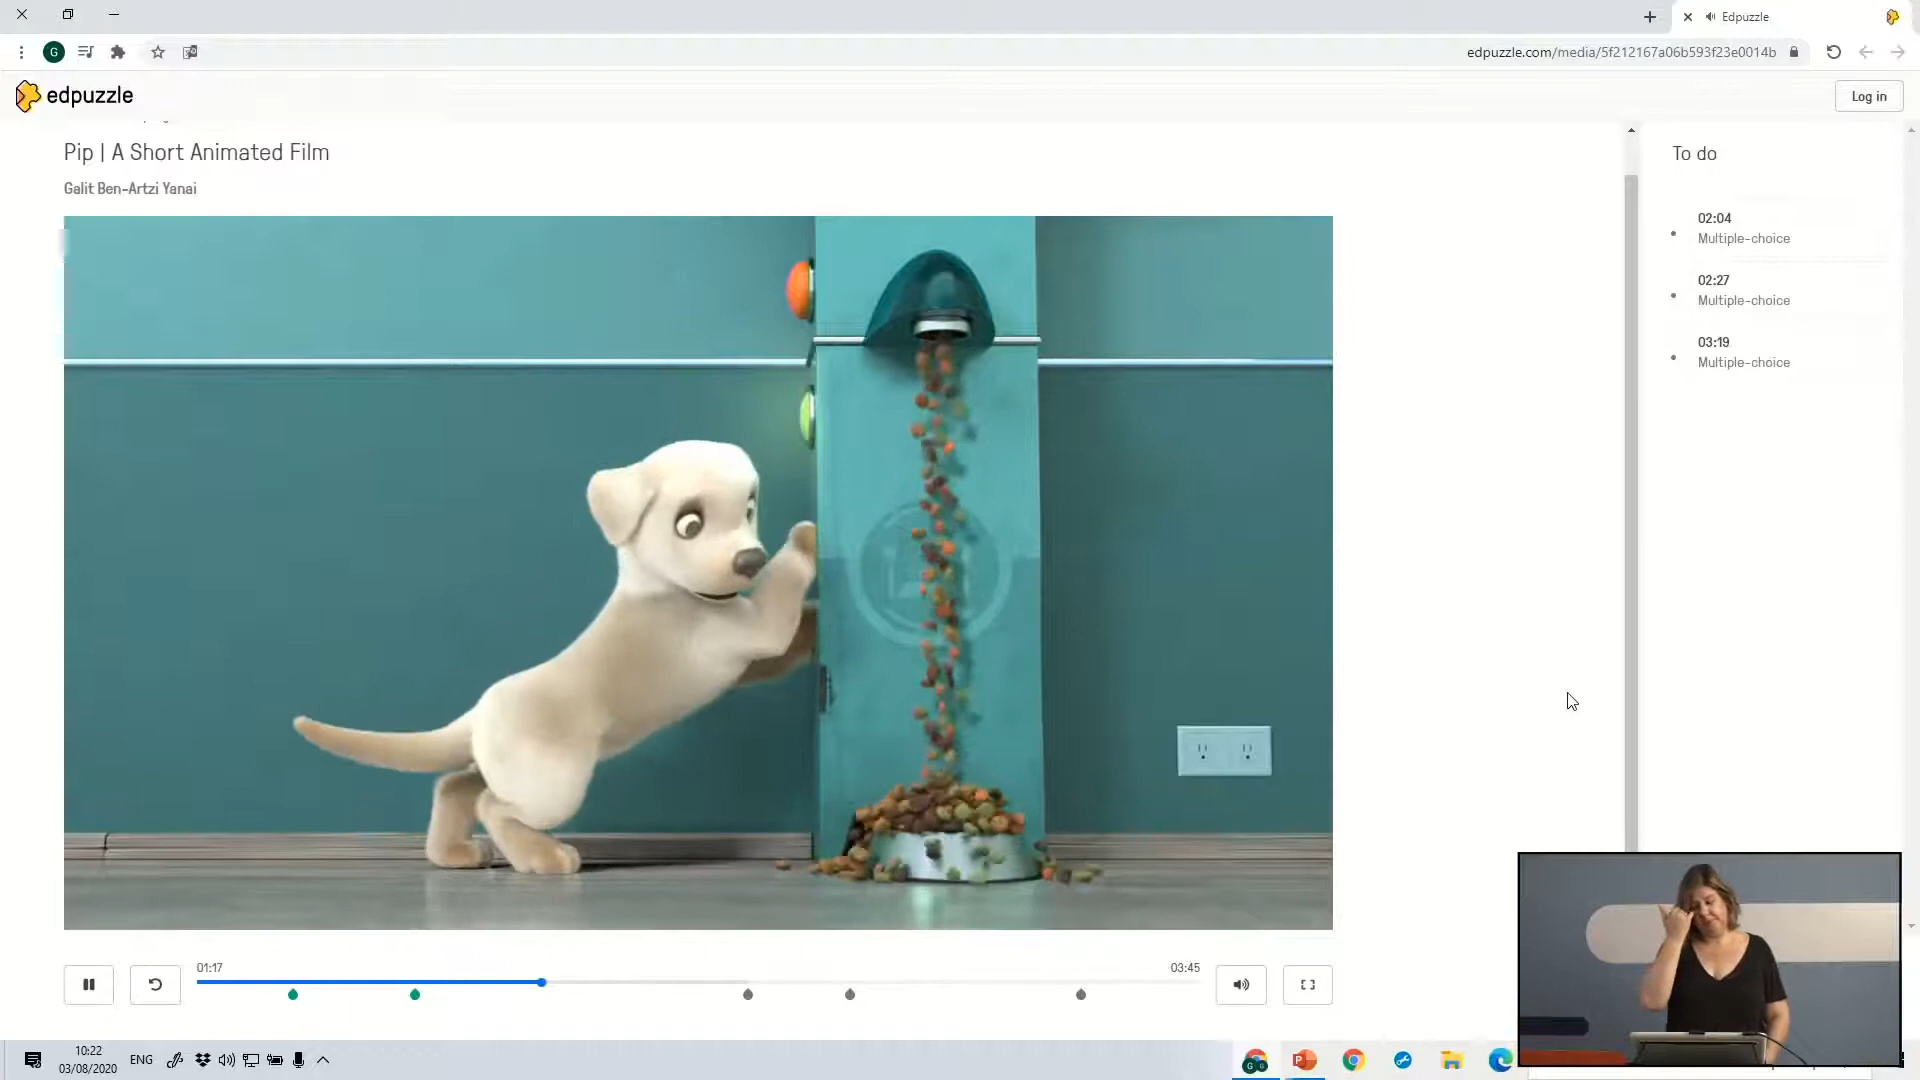 Edpuzzle
G
edpuzzle.com/media/5f212167a06b593f23e0014b
edpuzzle
Log in
Pip | A Short Animated Film
Galit Ben-Artzi Yanai
To do
02:04
Multiple-choice
02:27
Multiple-choice
03:19
Multiple-choice
01:17
03:45
10:22
03/08/2020
ENG